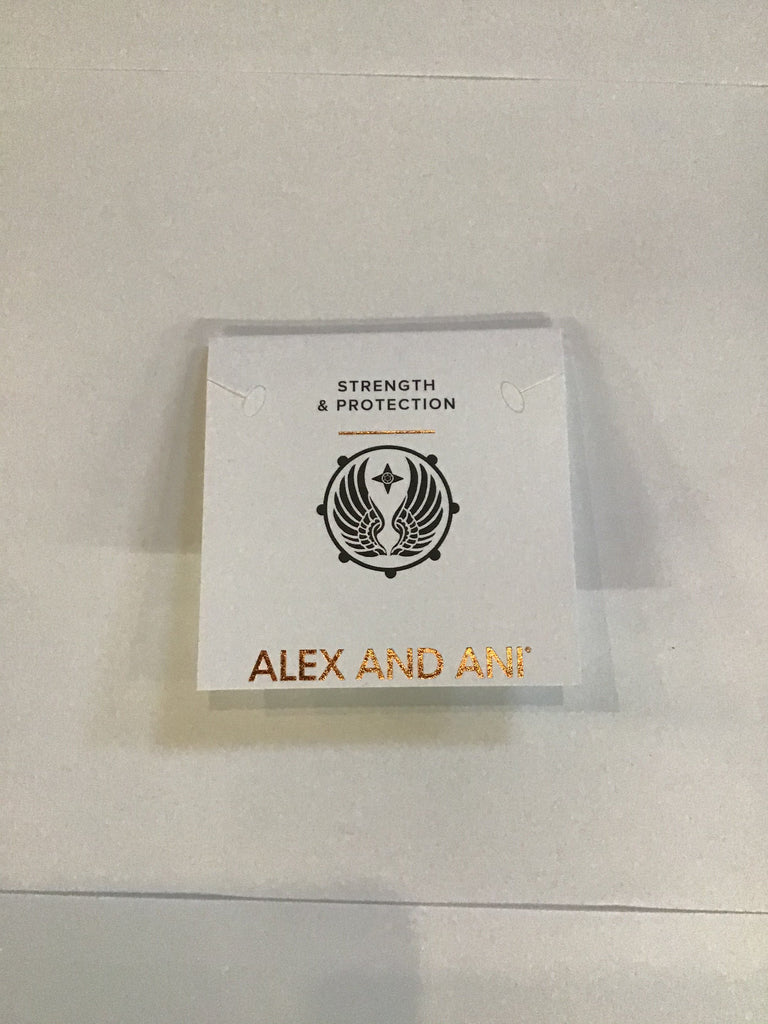 STRENGTH
& PROTECTION
ALEX AND ANI®